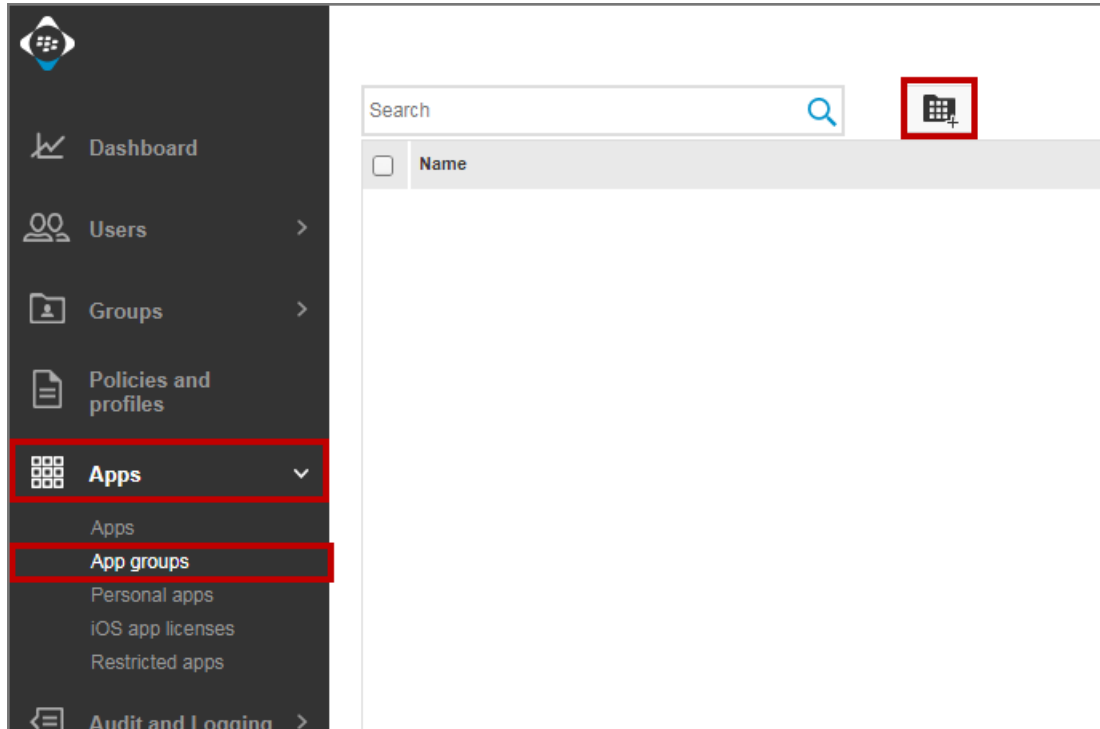 Search
Name
Dashboard
Users
Groups
Policies and
profiles
Apps
Apps
App groups
Personal apps
iOS app licenses
Restricted apps
Audit and Logging